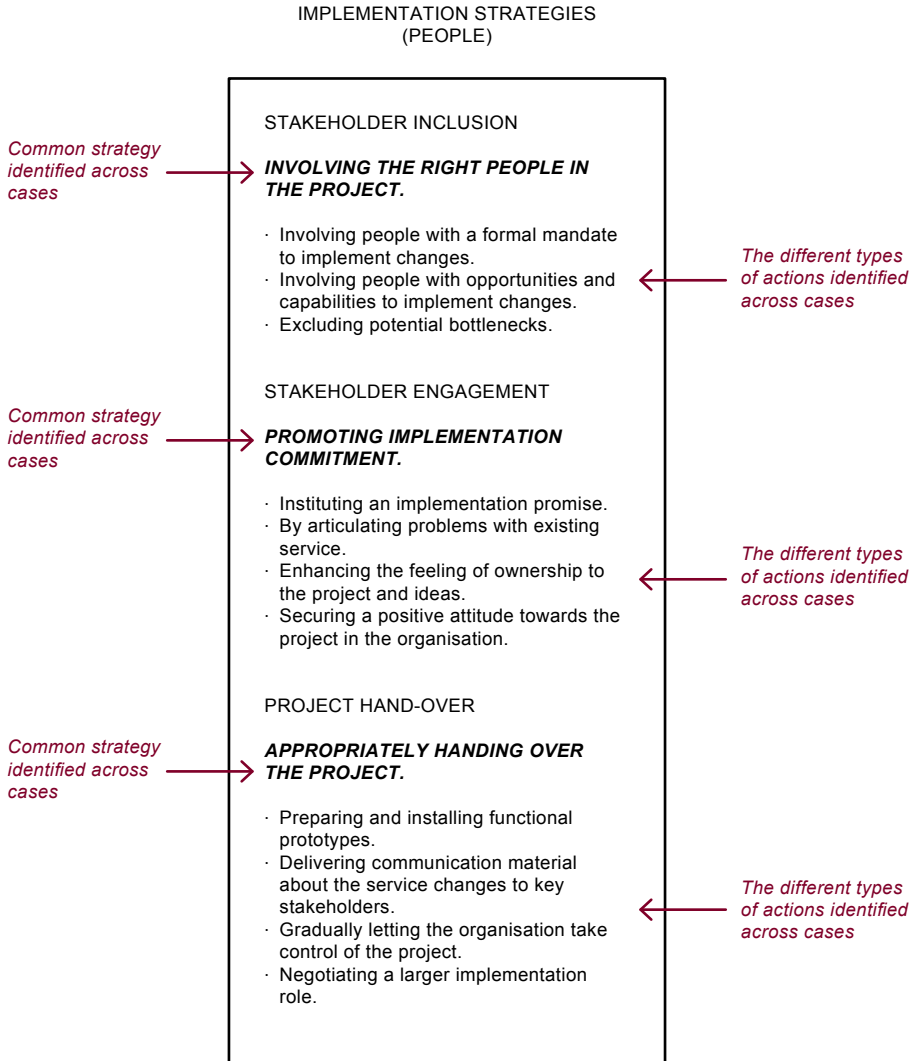 IMPLEMENTATION STRATEGIES
(PEOPLE)
STAKEHOLDER INCLUSION
Common strategy
identified across
cases
INVOLVING THE RIGHT PEOPLE IN
THE PROJECT.
· Involving people with a formal mandate
to implement changes.
· Involving people with opportunities and
capabilities to implement changes.
· Excluding potential bottlenecks.
The different types
of actions identified
across cases
STAKEHOLDER ENGAGEMENT
Common strategy
identified across
cases
PROMOTING IMPLEMENTATION
COMMITMENT.
· Instituting an implementation promise.
· By articulating problems with existing
service.
· Enhancing the feeling of ownership to
the project and ideas.
· Securing a positive attitude towards the
project in the organisation.
The different types
of actions identified
across cases
PROJECT HAND-OVER
Common strategy
identified across
cases
APPROPRIATELY HANDING OVER
THE PROJECT.
· Preparing and installing functional
prototypes.
· Delivering communication material
about the service changes to key
stakeholders.
· Gradually letting the organisation take
control of the project.
· Negotiating a larger implementation
role.
The different types
of actions identified
across cases